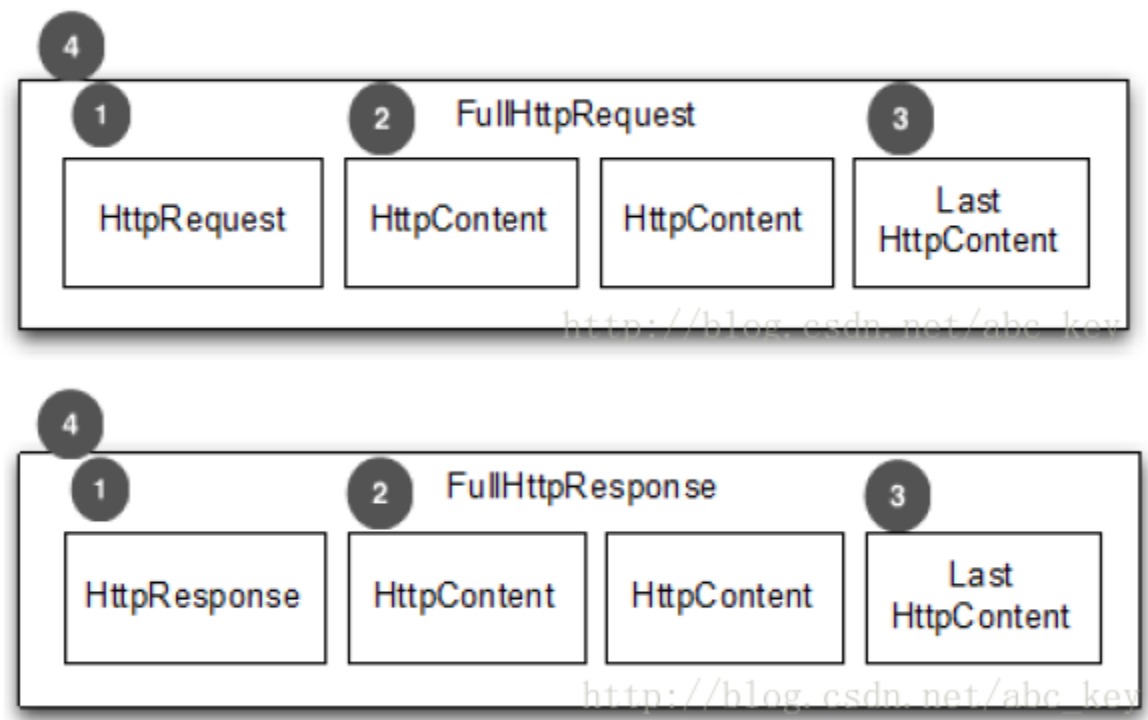 4
1
2
FullHttpRequest
3
HttpRequest
HttpContent
HttpContent
Last
HttpContent
http://blog.csdn.net/abc_key
4
1
2
FullHttpResponse
3
HttpResponse
HttpContent
HttpContent
Last
HttpContent
http://blog.csdn.net/abc_key